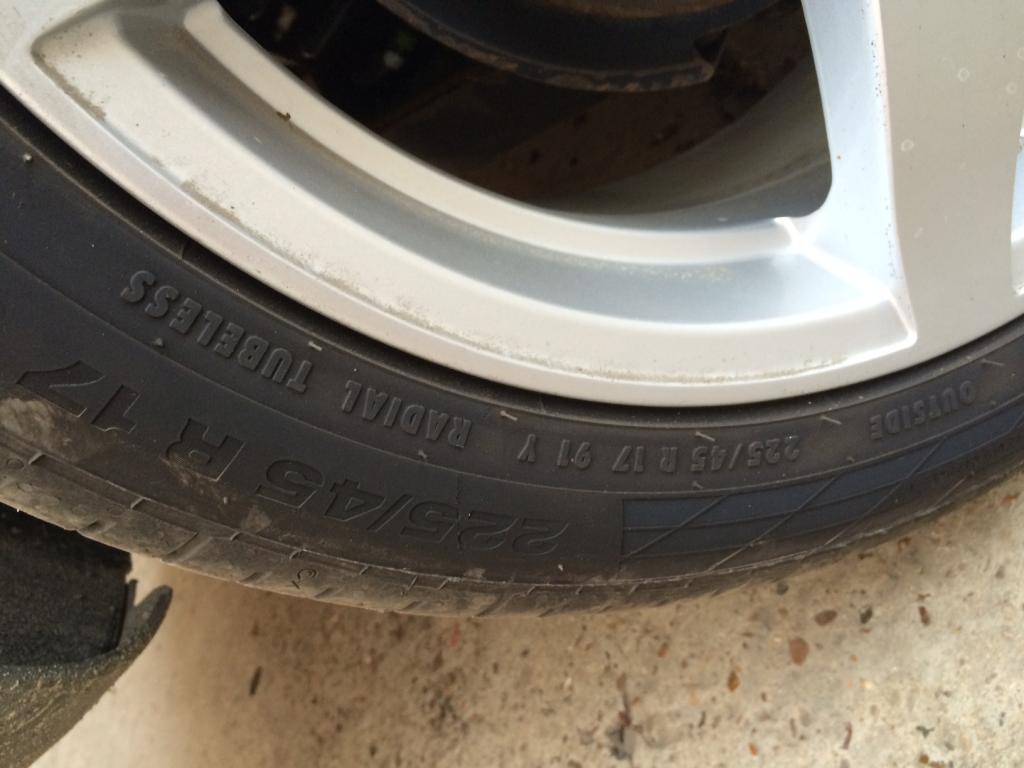 OUTSIDE
225/45 R 17 91 Y
RADIAL TUBELESS
225/45 R 17